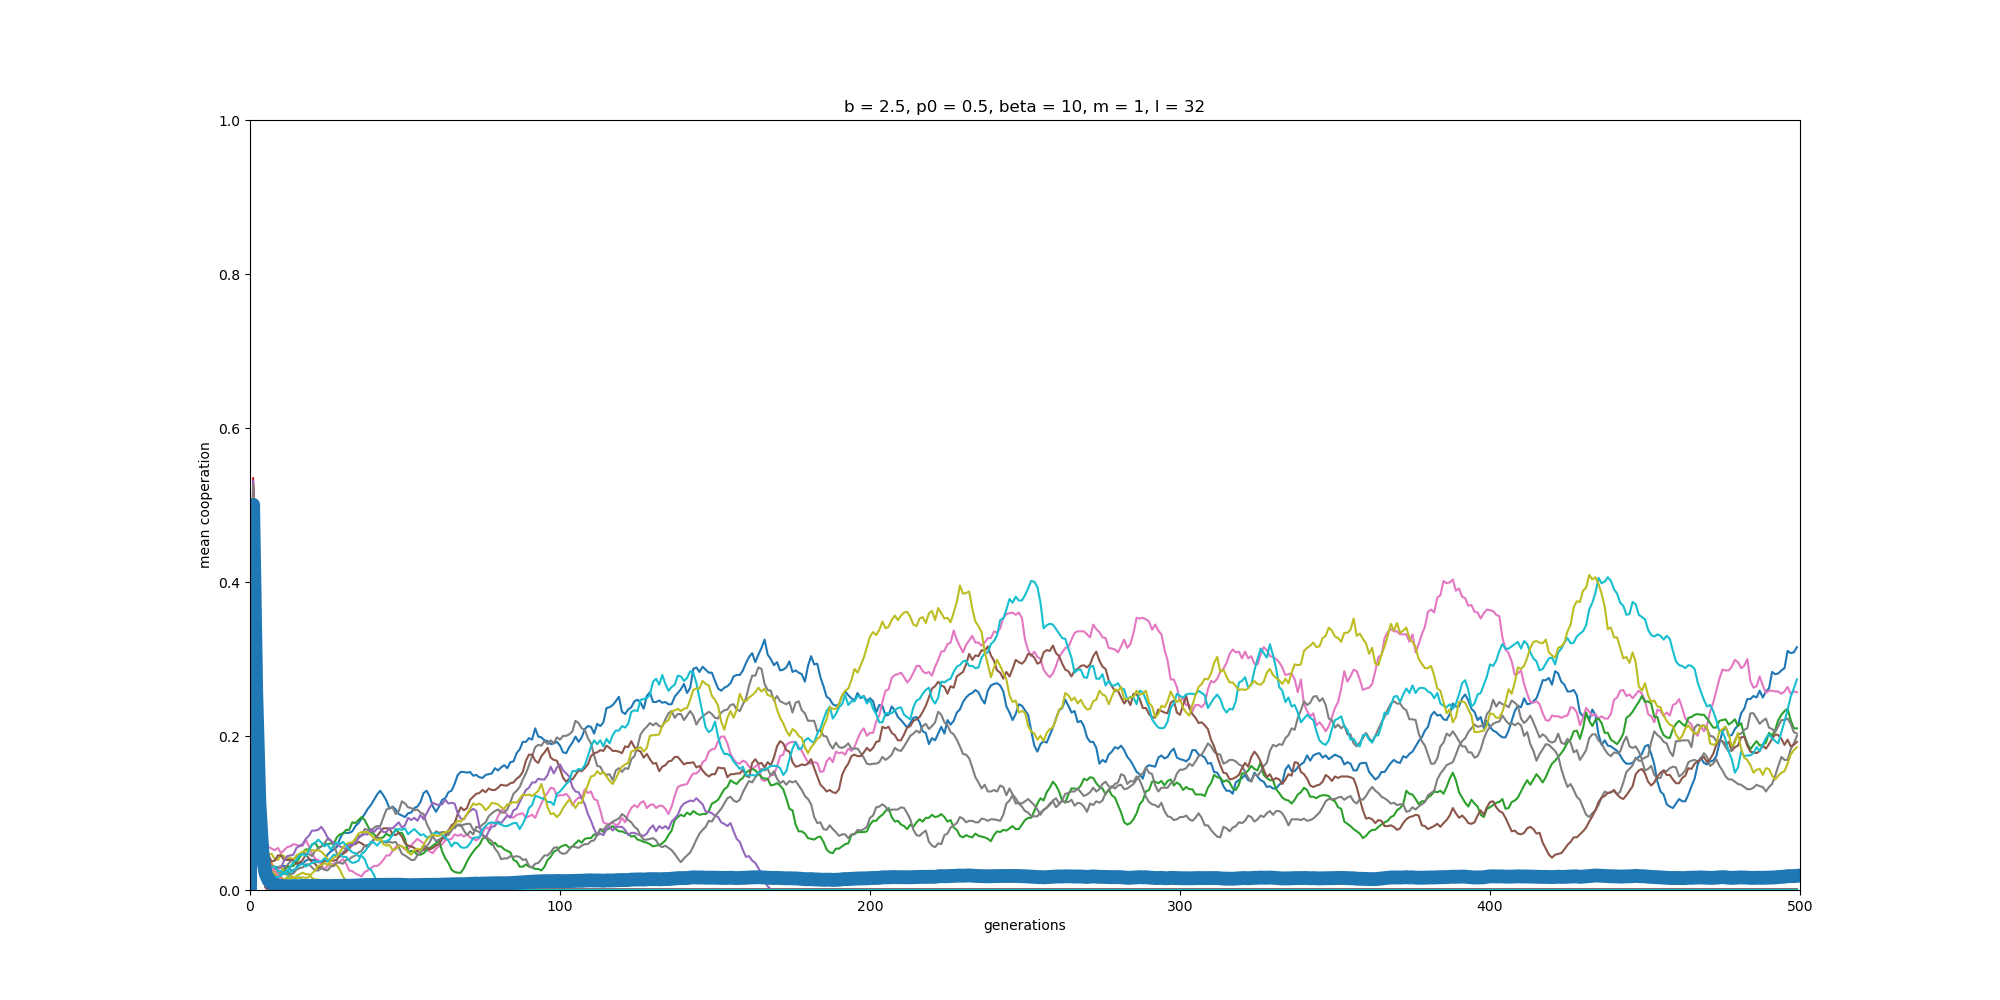 b = 2.5, p0 = 0.5, beta = 10, m = 1, l = 32
1.0
0.8
0.6
0.4
0.2
0.0
mean cooperation
0 100 200 300 400 500
generations